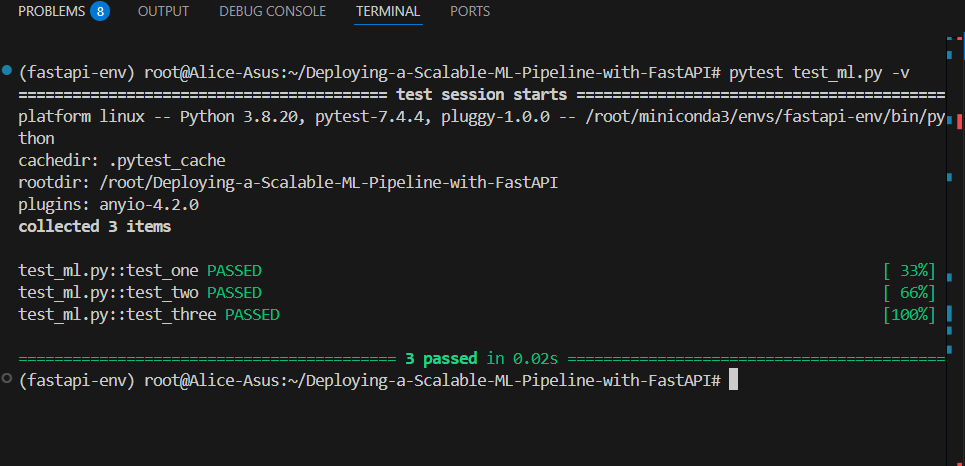 PROBLEMS 8 OUTPUT DEBUG CONSOLE TERMINAL PORTS
(fastapi-env) root@Alice-Asus:~/Deploying-a-Scalable-ML-Pipeline-with-FastAPI# pytest test_ml.py -v
========================================= test session starts =========================================
platform linux -- Python 3.8.20, pytest-7.4.4, pluggy-1.0.0 -- /root/miniconda3/envs/fastapi-env/bin/py
thon
cachedir: .pytest_cache
rootdir: /root/Deploying-a-Scalable-ML-Pipeline-with-FastAPI
plugins: anyio-4.2.0
collected 3 items
test_ml.py::test_one PASSED [ 33%]
test_ml.py::test_two PASSED [ 66%]
test_ml.py::test_three PASSED [100%]
========================================== 3 passed in 0.02s ==========================================
(fastapi-env) root@Alice-Asus:~/Deploying-a-Scalable-ML-Pipeline-with-FastAPI#